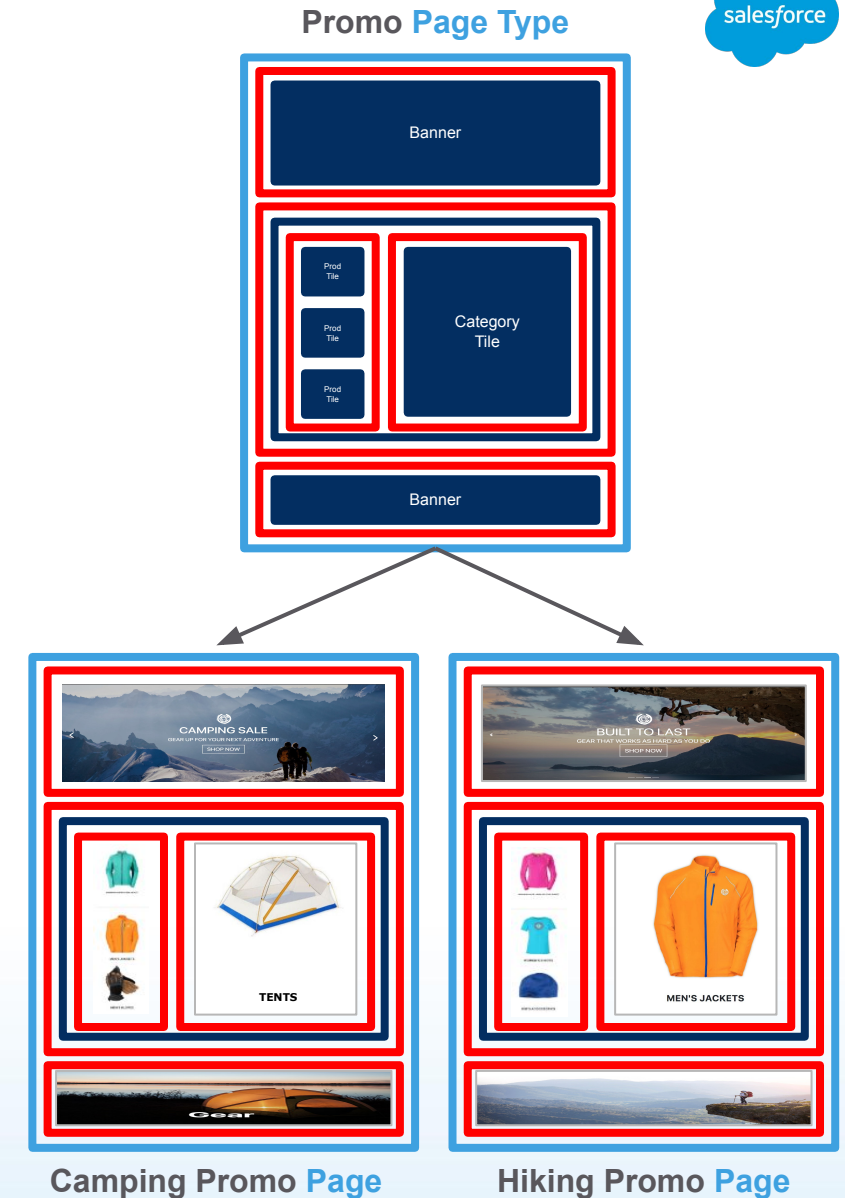 Promo Page Type
salesforce
Banner
Prod
Tile
Prod
Tile
Prod
Tile
Category
Tile
Banner
CAMPING SALE
GEAR UP FOR YOUR NEXT ADVENTURE
SHOP NOW
BUILT TO LAST
GEAR THAT WORKS AS HARD AS YOU DO
SHOP NOW
TENTS
MEN'S JACKETS
Gear
Camping Promo Page
Hiking Promo Page